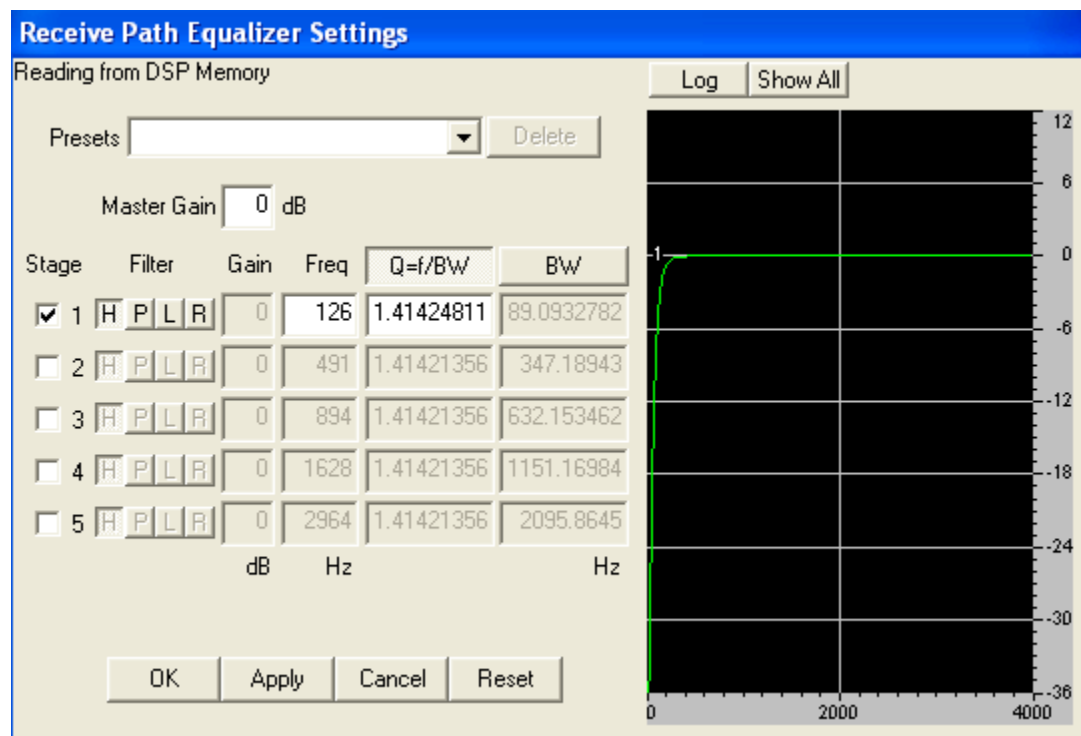 Receive Path Equalizer Settings
Reading from DSP Memory
Log Show All
Presets Delete
Master Gain 0 dB
Stage Filter Gain Freq Q=f/BW BW
1 H P L R 0 126 1.41424811 89.0932782
2 H P L R 0 491 1.41421356 347.18943
3 H P L R 0 894 1.41421356 632.153462
4 H P L R 0 1628 1.41421356 1151.16984
5 H P L R 0 2964 1.41421356 2095.8645
dB Hz Hz
OK Apply Cancel Reset
12
6
1 0
-6
-12
-18
-24
-30
-36
0 2000 4000